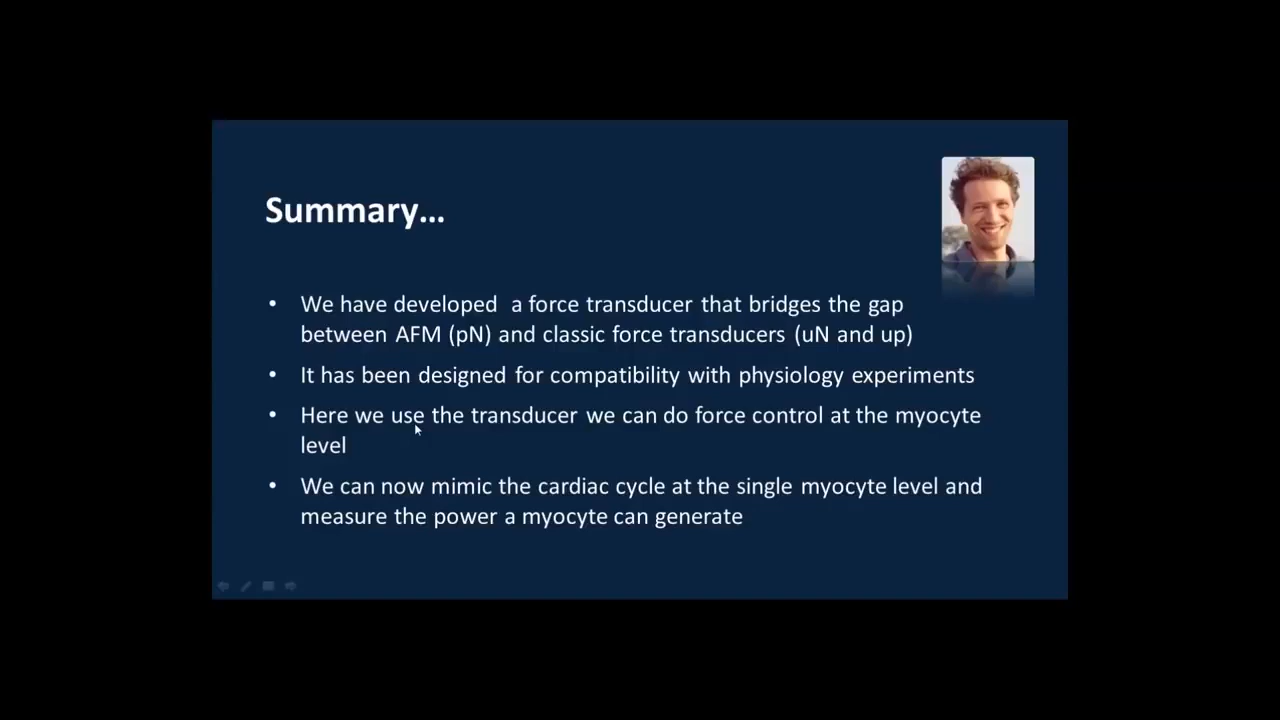 Summary...
• We have developed a force transducer that bridges the gap
between AFM (pN) and classic force transducers (uN and up)
• It has been designed for compatibility with physiology experiments
• Here we use the transducer we can do force control at the myocyte
level
• We can now mimic the cardiac cycle at the single myocyte level and
measure the power a myocyte can generate